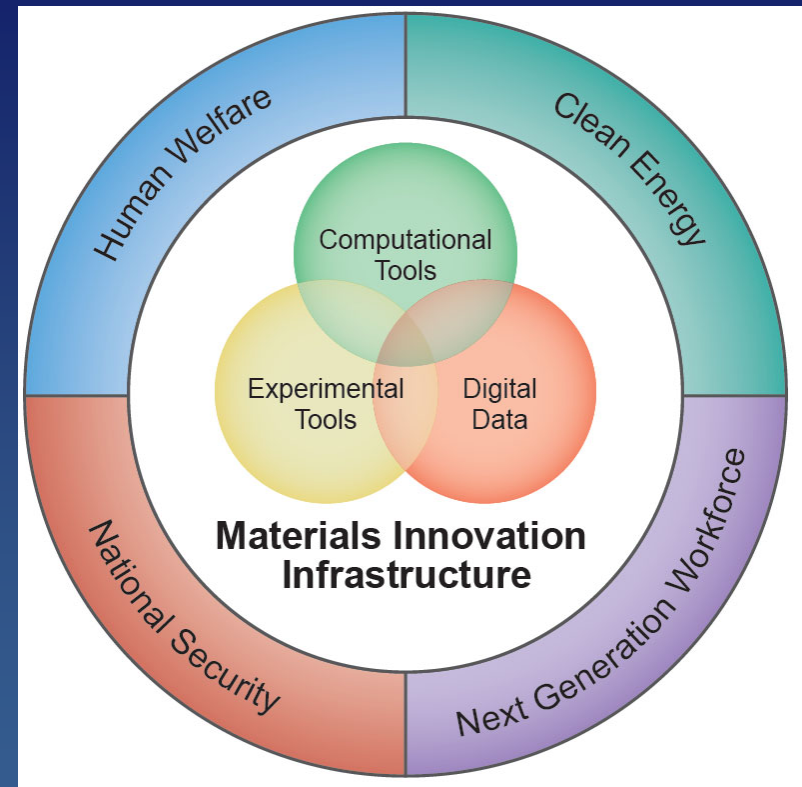 Human Welfare
Clean Energy
Computational
Tools
Experimental
Tools
Digital
Data
Materials Innovation
Infrastructure
National Security
Next Generation Workforce